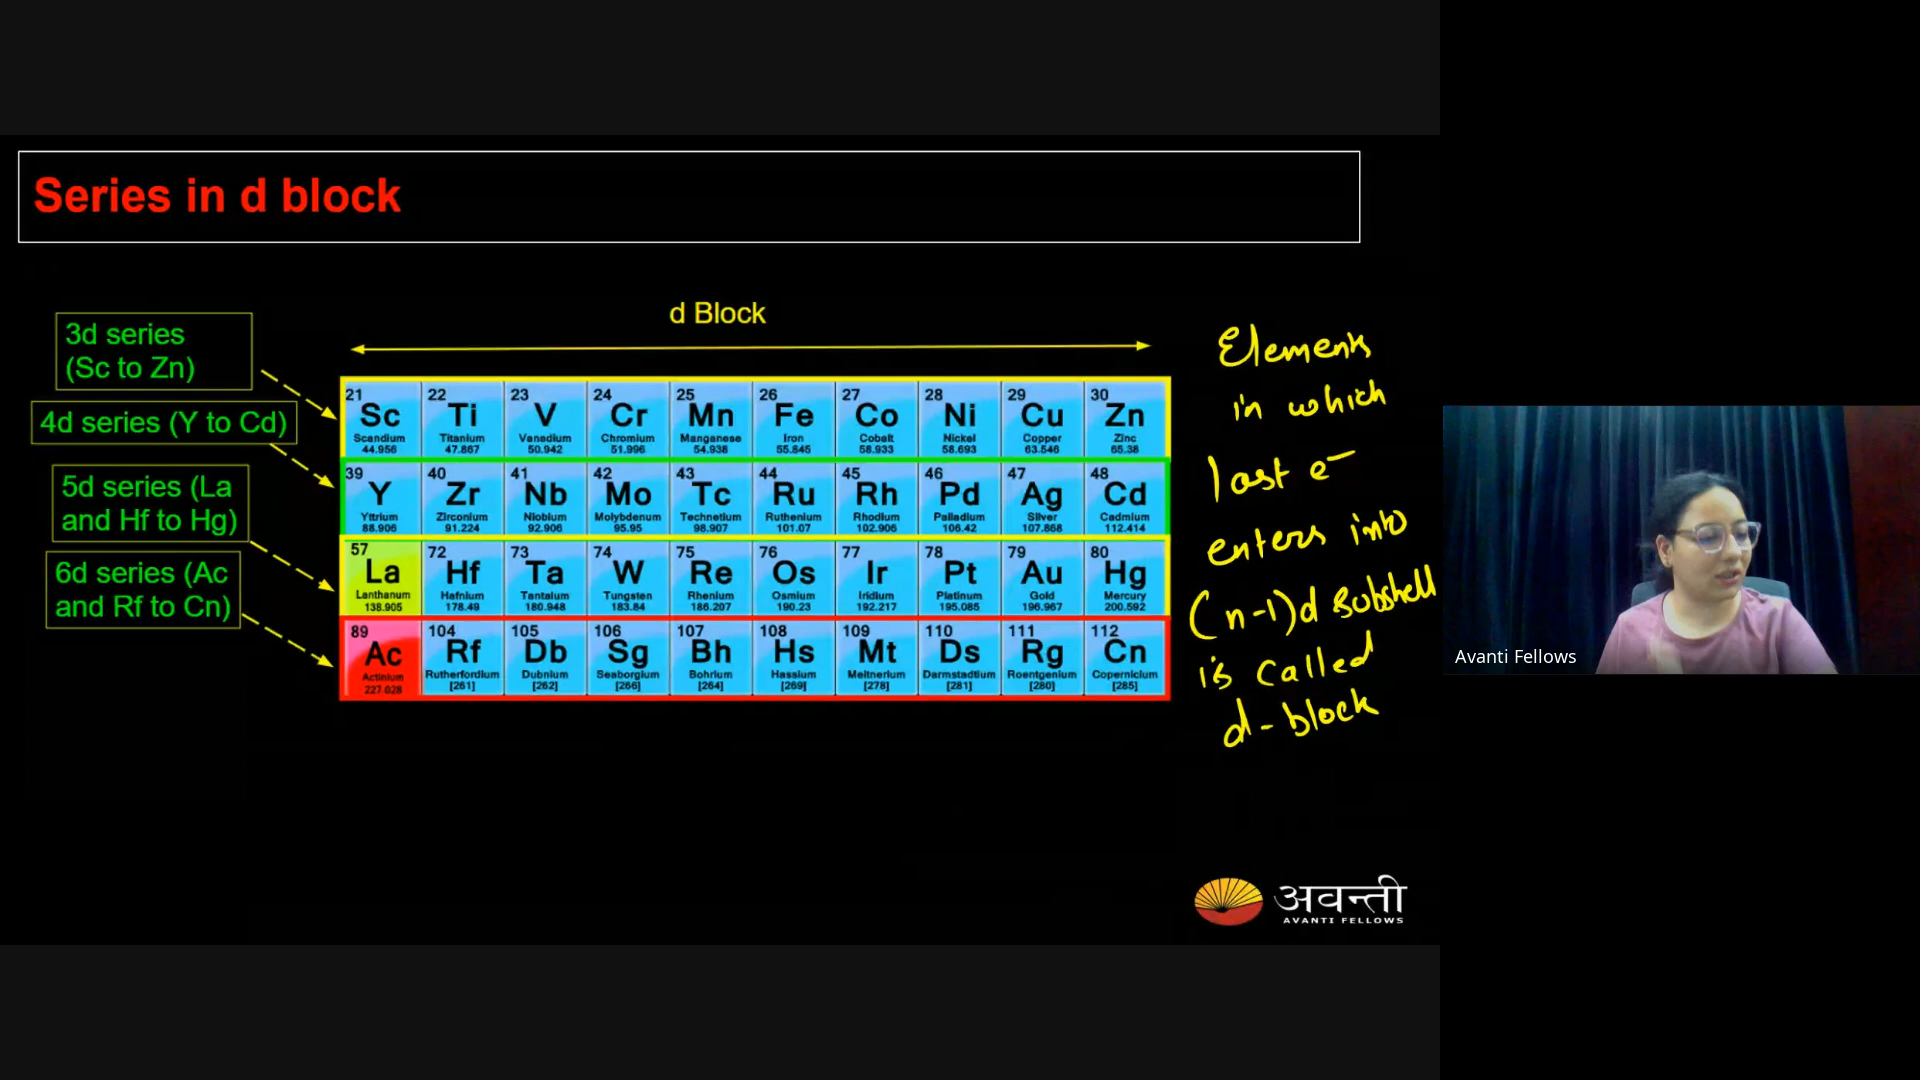 Series in d block
d Block
3d series
(Sc to Zn)
4d series (Y to Cd)
5d series (La
and Hf to Hg)
6d series (Ac
and Rf to Cn)
21 22 23 24 25 26 27 28 29 30
Sc Ti V Cr Mn Fe Co Ni Cu Zn
Scandium Titanium Vanadium Chromium Manganese Iron Cobalt Nickel Copper Zinc
44.956 47.867 50.942 51.996 54.938 55.845 58.933 58.693 63.546 65.38
39 40 41 42 43 44 45 46 47 48
Y Zr Nb Mo Tc Ru Rh Pd Ag Cd
Yttrium Zirconium Niobium Molybdenum Technetium Ruthenium Rhodium Palladium Silver Cadmium
88.906 91.224 92.906 95.95 98.907 101.07 102.906 106.42 107.868 112.414
57 72 73 74 75 76 77 78 79 80
La Hf Ta W Re Os Ir Pt Au Hg
Lanthanum Hafnium Tantalum Tungsten Rhenium Osmium Iridium Platinum Gold Mercury
138.905 178.49 180.948 183.84 186.207 190.23 192.217 195.085 196.967 200.592
89 104 105 106 107 108 109 110 111 112
Ac Rf Db Sg Bh Hs Mt Ds Rg Cn
Actinium Rutherfordium Dubnium Seaborgium Bohrium Hassium Meitnerium Darmstadtium Roentgenium Copernicium
227.028 [261] [262] [266] [264] [269] [278] [281] [280] [285]
Elements
in which
last e⁻
enters into
(n-1)d subshell
is called
d-block
अवन्ती
AVANTI FELLOWS
Avanti Fellows